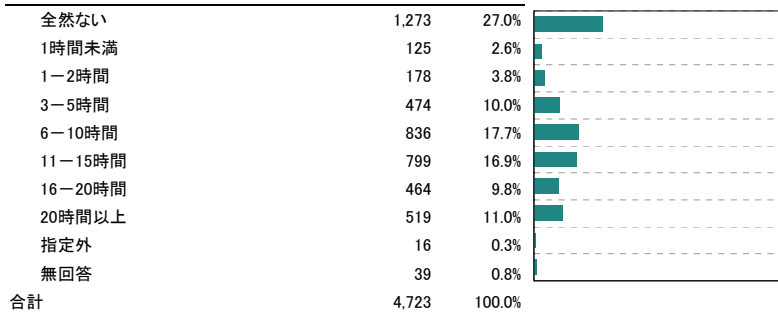 全然ない 1,273 27.0%
1時間未満 125 2.6%
1－2時間 178 3.8%
3－5時間 474 10.0%
6－10時間 836 17.7%
11－15時間 799 16.9%
16－20時間 464 9.8%
20時間以上 519 11.0%
指定外 16 0.3%
無回答 39 0.8%
合計 4,723 100.0%